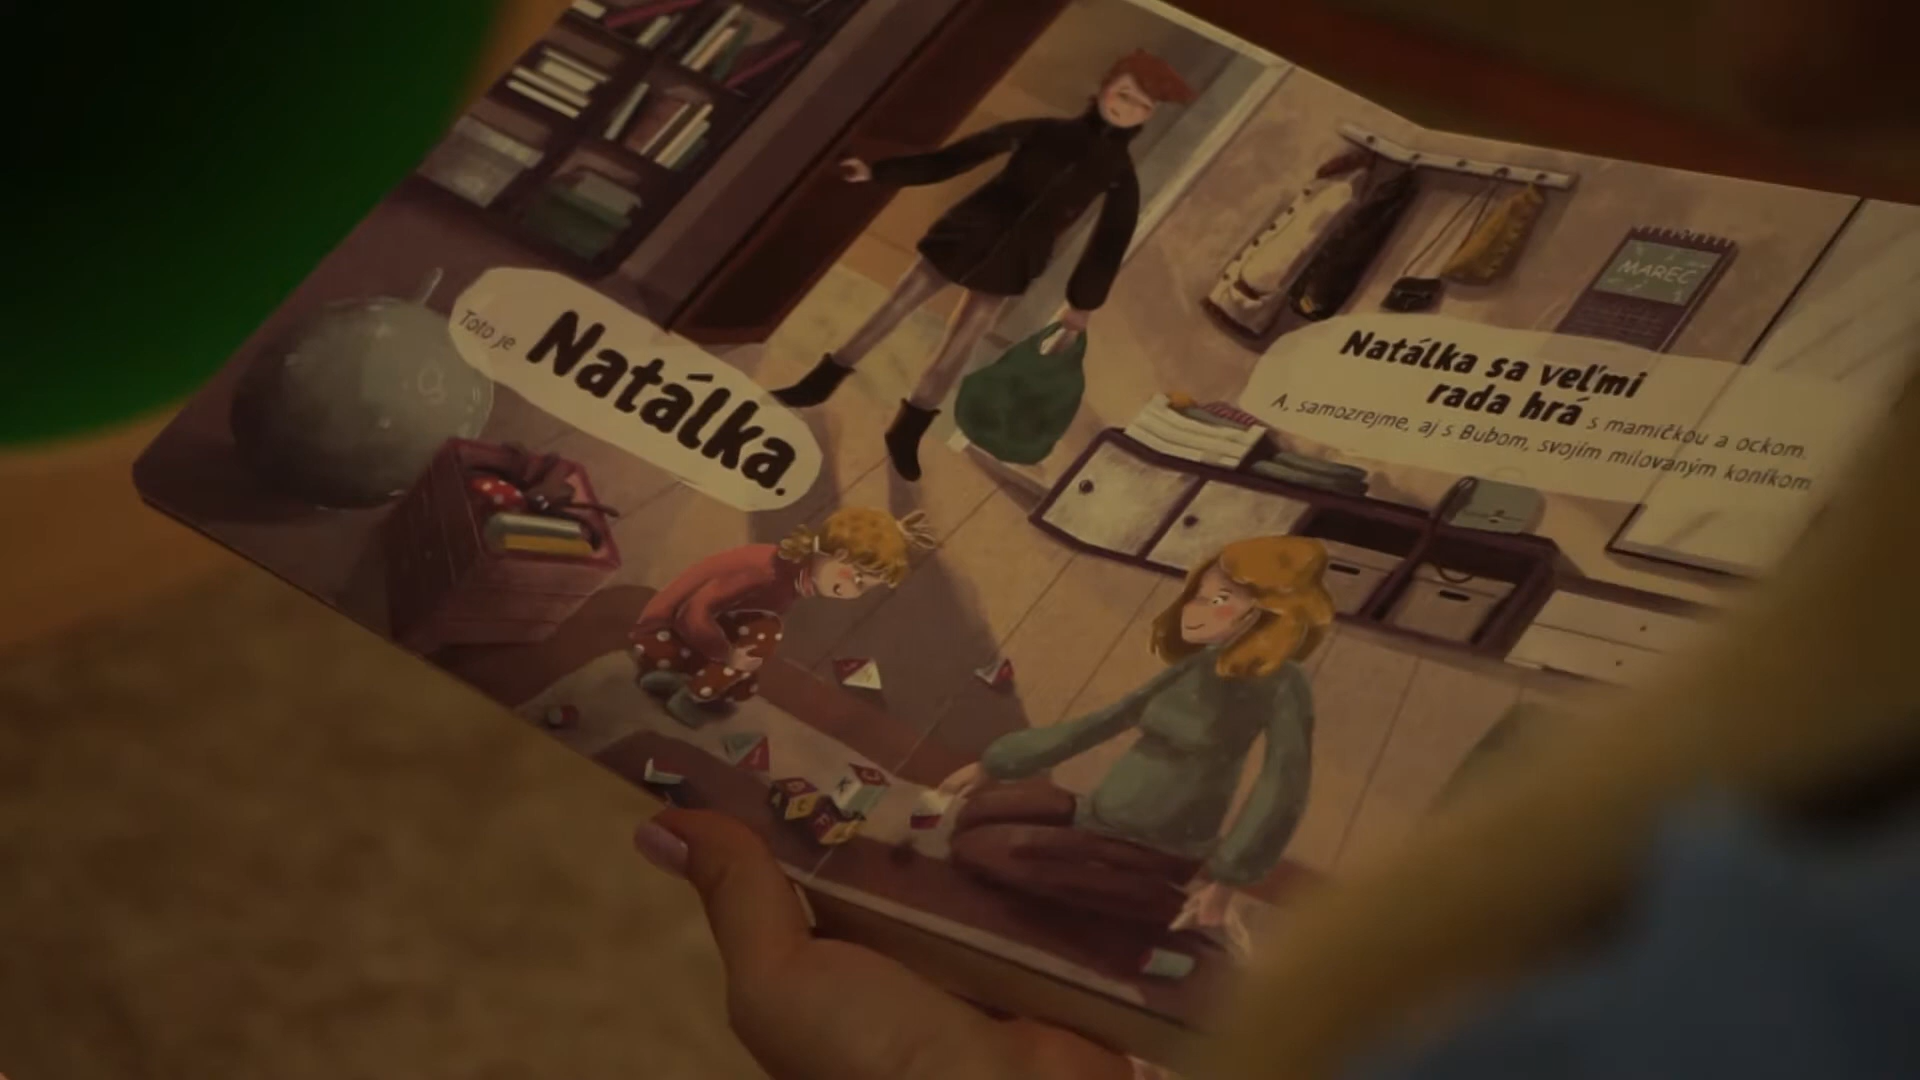 Toto je Natálka.
MAREC
Natálka sa veľmi
rada hrá s mamičkou a ockom.
A, samozrejme, aj s Bubom, svojím milovaným koníkom